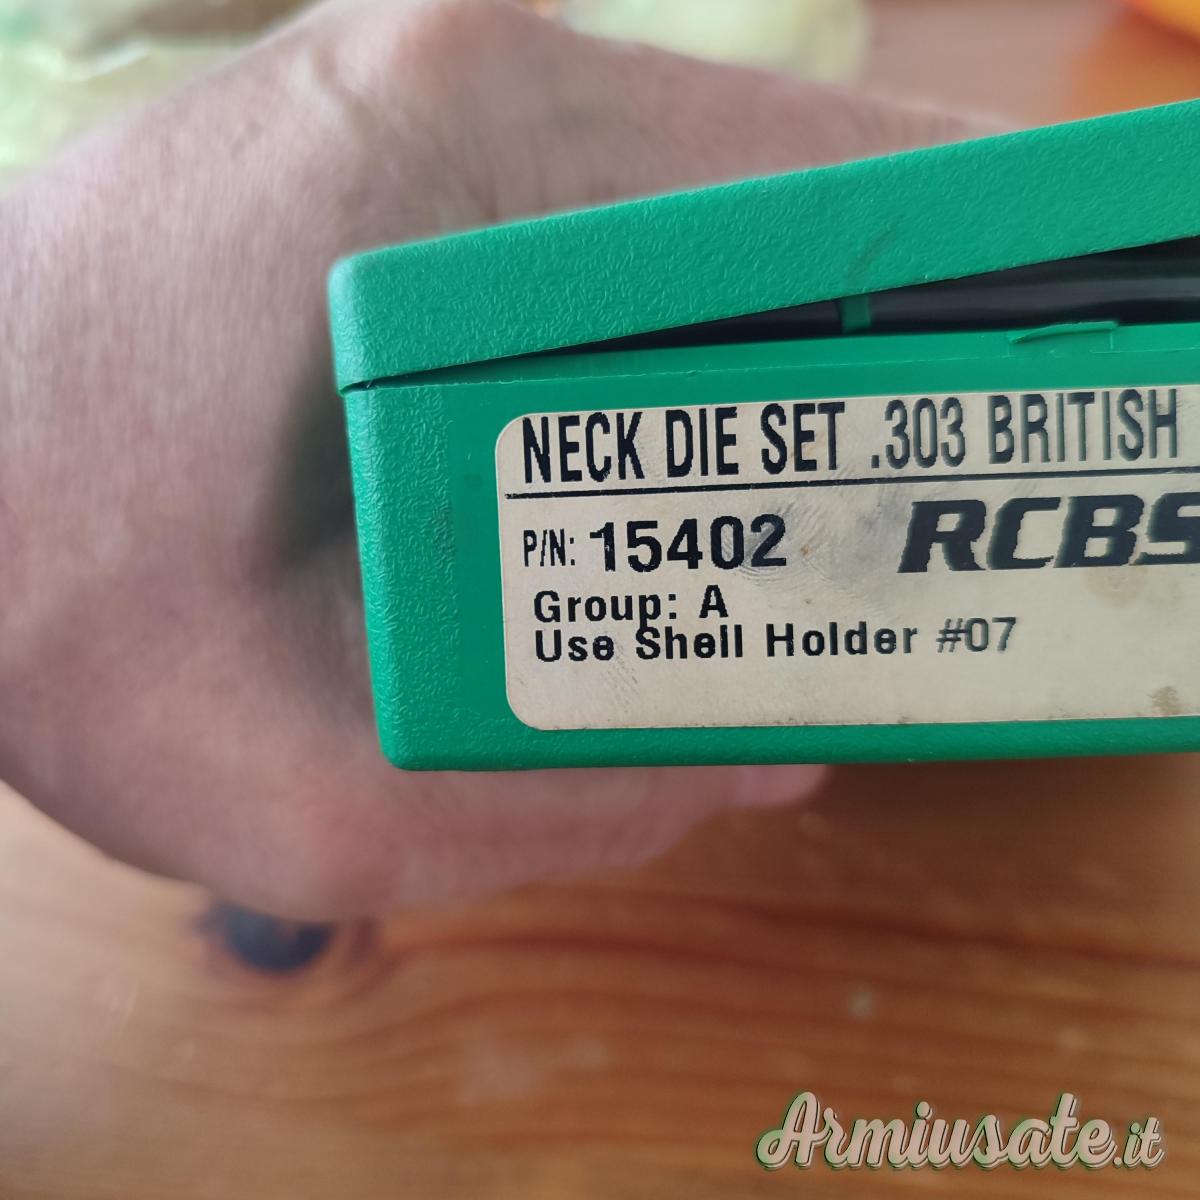 NECK DIE SET .303 BRITISH
P/N: 15402 RCBS
Group: A
Use Shell Holder #07
Armiusate.it